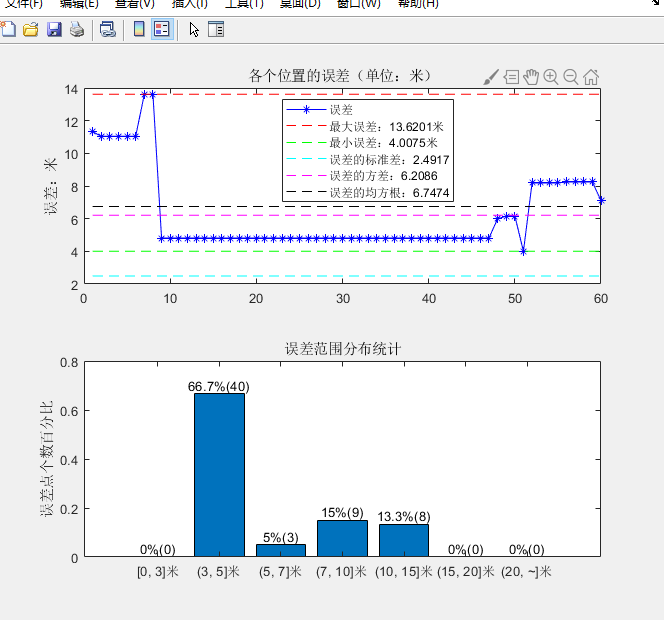 文件(F) 编辑(E) 查看(V) 插入(I) 工具(T) 桌面(D) 窗口(W) 帮助(H)
各个位置的误差（单位：米）
误差：米
14
12
10
8
6
4
2
误差
最大误差：13.6201米
最小误差：4.0075米
误差的标准差：2.4917
误差的方差：6.2086
误差的均方根：6.7474
0 10 20 30 40 50 60
误差范围分布统计
误差点个数百分比
0.8
0.6
0.4
0.2
0
0%(0) 66.7%(40) 5%(3) 15%(9) 13.3%(8) 0%(0) 0%(0)
[0, 3]米 (3, 5]米 (5, 7]米 (7, 10]米 (10, 15]米 (15, 20]米 (20, ~]米